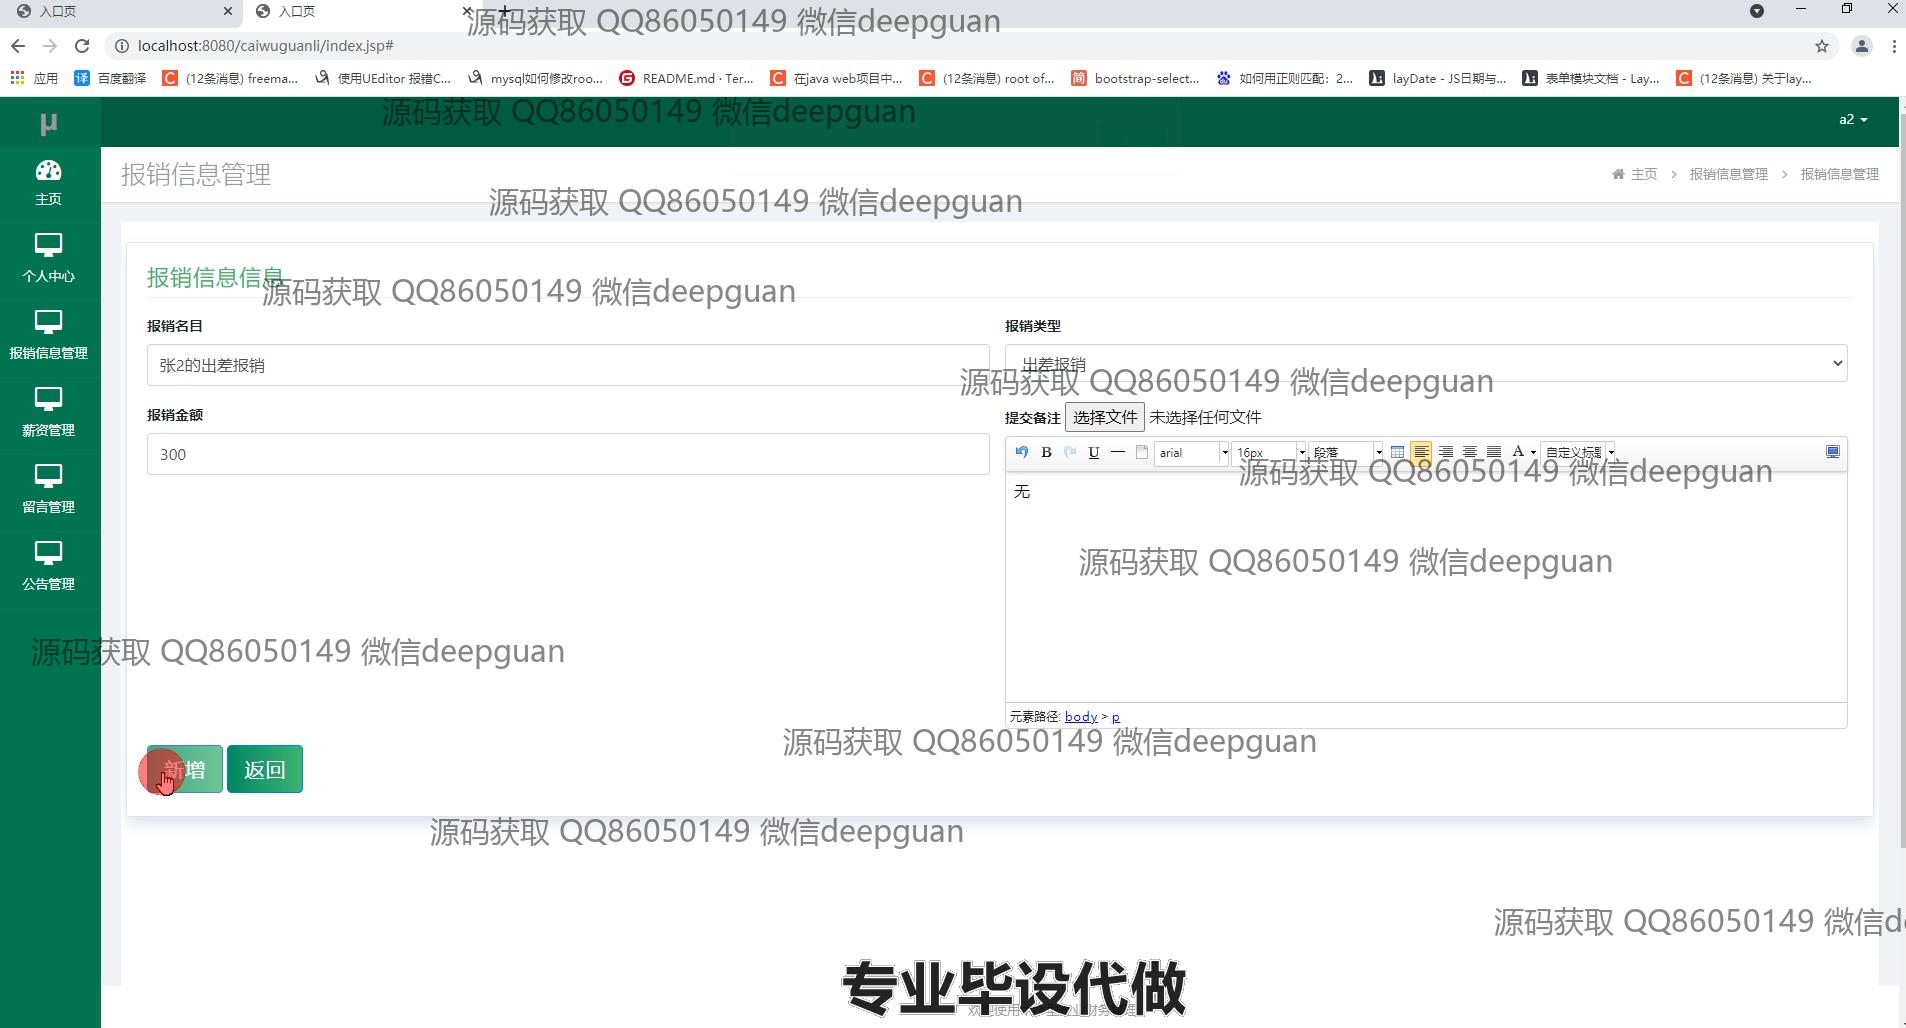 入口页
入口页
源码获取 QQ86050149 微信deepguan
localhost:8080/caiwuguanli/index.jsp#
应用
百度翻译
(12条消息) freema...
使用UEditor 报错C...
mysql如何修改roo...
README.md · Ter...
在java web项目中...
(12条消息) root of...
bootstrap-select...
如何用正则匹配：2...
layDate - JS日期与...
表单模块文档 - Lay...
(12条消息) 关于lay...
μ
源码获取 QQ86050149 微信deepguan
a2
主页
报销信息管理
主页 > 报销信息管理 > 报销信息管理
源码获取 QQ86050149 微信deepguan
个人中心
报销信息信息
源码获取 QQ86050149 微信deepguan
报销名目
报销类型
报销信息管理
张2的出差报销
出差报销
源码获取 QQ86050149 微信deepguan
报销金额
提交备注 选择文件 未选择任何文件
薪资管理
300
arial 16px 段落 自定义标题
源码获取 QQ86050149 微信deepguan
无
留言管理
源码获取 QQ86050149 微信deepguan
公告管理
源码获取 QQ86050149 微信deepguan
元素路径: body > p
源码获取 QQ86050149 微信deepguan
新增 返回
源码获取 QQ86050149 微信deepguan
源码获取 QQ86050149 微信d
专业毕设代做
欢迎使用